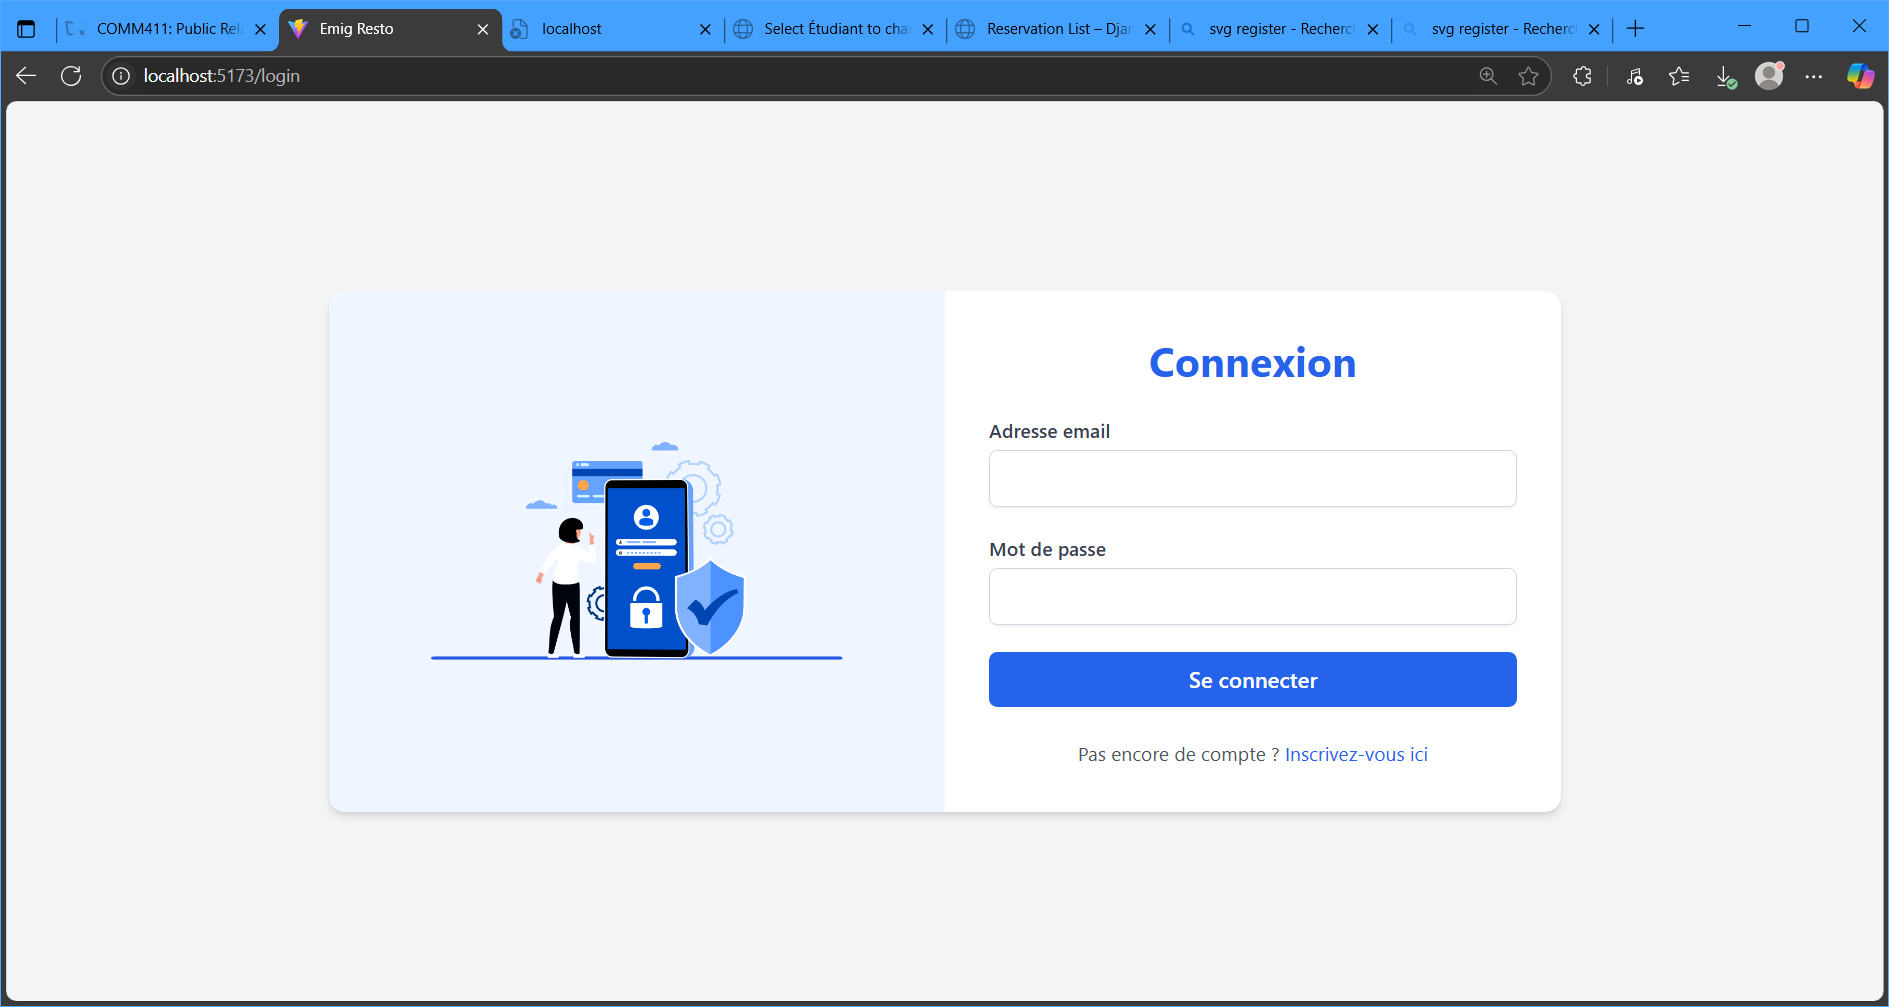 COMM411: Public Rel
Emig Resto
localhost
Select Étudiant to cha
Reservation List – Djan
svg register - Recherc
svg register - Recherc
localhost:5173/login
Connexion
Adresse email
Mot de passe
Se connecter
Pas encore de compte ? Inscrivez-vous ici